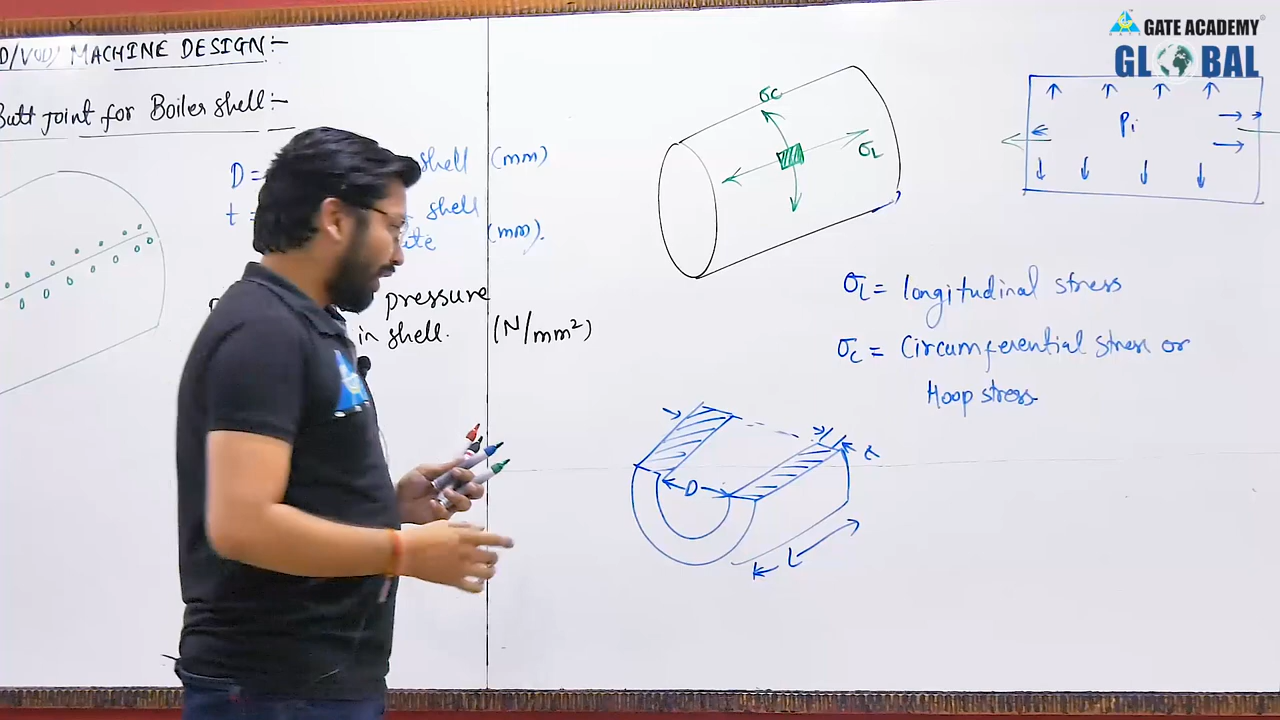 D/VOD/ MACHINE DESIGN:-
Butt joint for Boiler shell:-
D= shell (mm)
t = shell
(mm).
pressure
in shell. (N/mm²)
σc
σL
Pi
σL = longitudinal stress
σc = Circumferential stress or
Hoop stress
D
t
L
GATE ACADEMY
GLOBAL